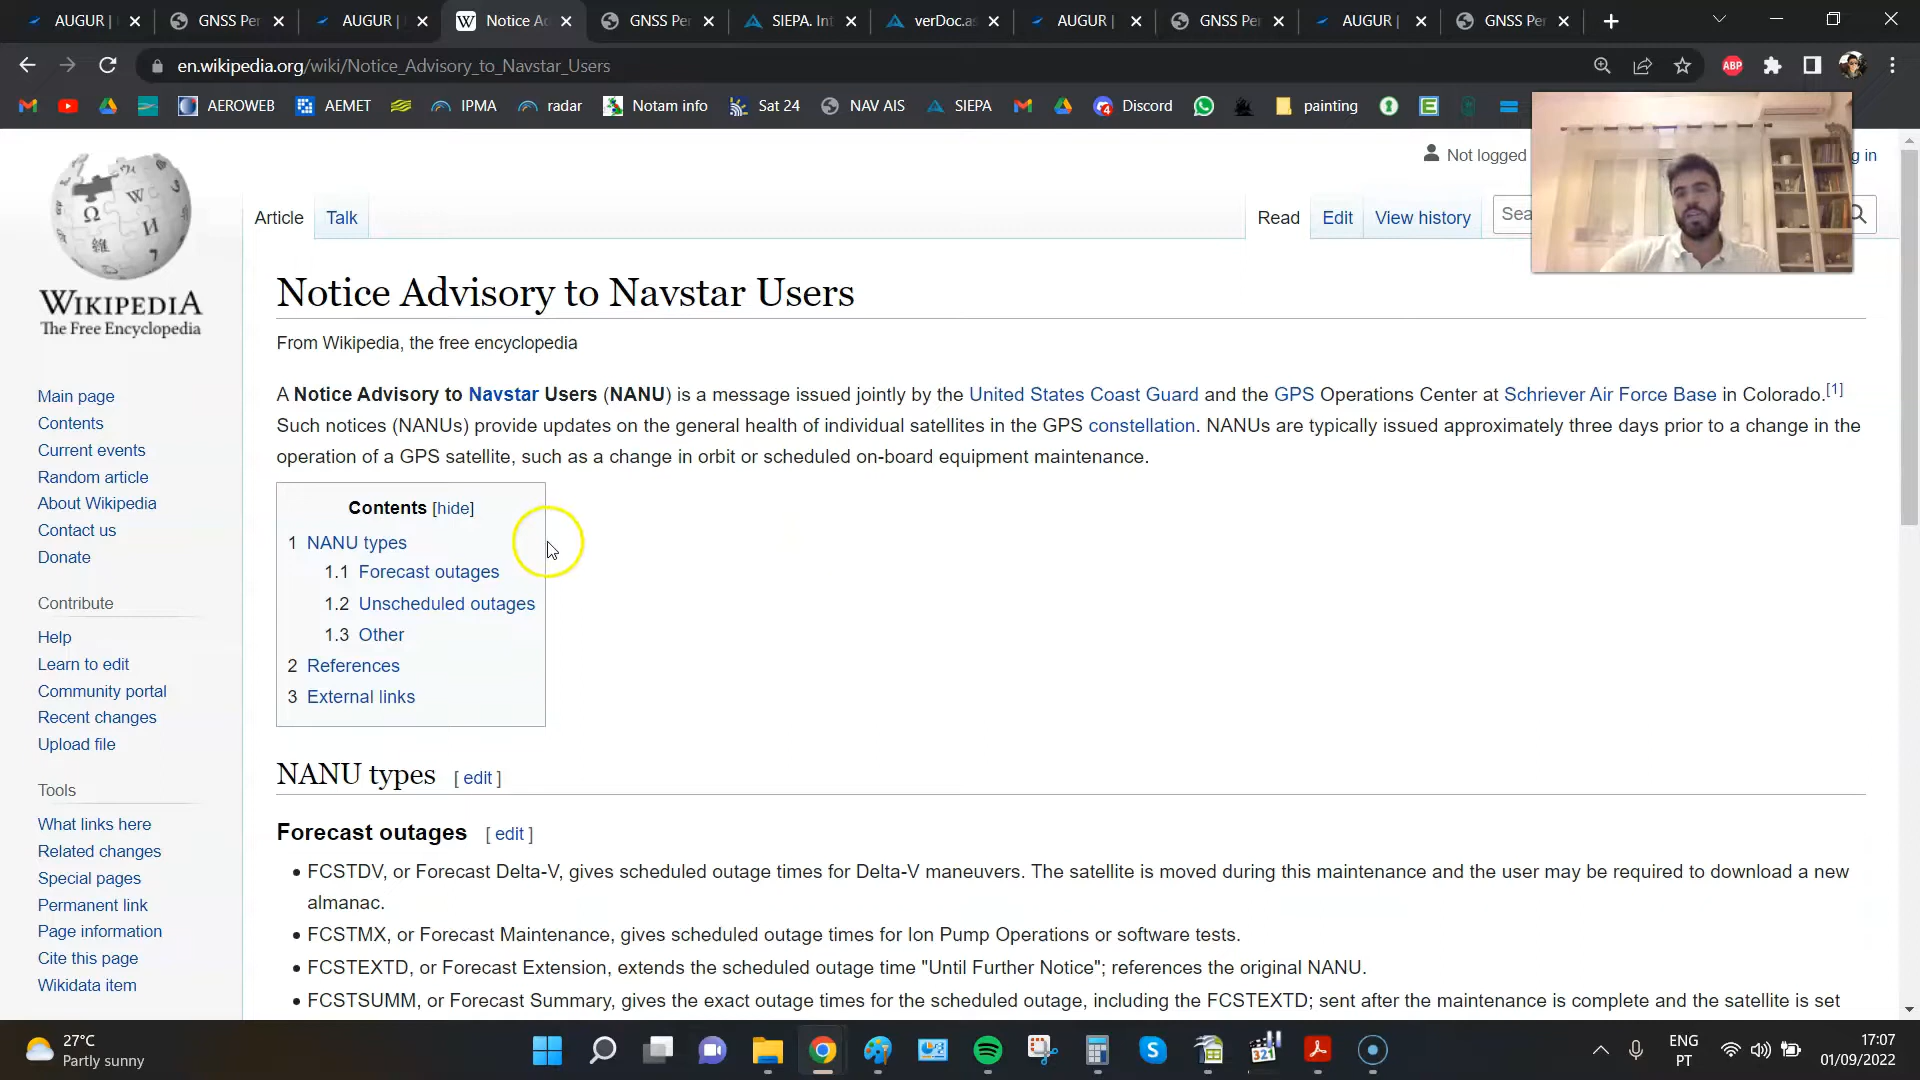 AUGUR | GNSS Per AUGUR | Notice Ad GNSS Per SIEPA. Int verDoc.as AUGUR | GNSS Per AUGUR | GNSS Per
en.wikipedia.org/wiki/Notice_Advisory_to_Navstar_Users ABP
AEROWEB AEMET IPMA radar Notam info Sat 24 NAV AIS SIEPA Discord painting
Not logged g in
WIKIPEDIA
The Free Encyclopedia
Article Talk Read Edit View history Sea
Notice Advisory to Navstar Users
From Wikipedia, the free encyclopedia
A Notice Advisory to Navstar Users (NANU) is a message issued jointly by the United States Coast Guard and the GPS Operations Center at Schriever Air Force Base in Colorado.[1]
Such notices (NANUs) provide updates on the general health of individual satellites in the GPS constellation. NANUs are typically issued approximately three days prior to a change in the
operation of a GPS satellite, such as a change in orbit or scheduled on-board equipment maintenance.
Contents [hide]
1 NANU types
1.1 Forecast outages
1.2 Unscheduled outages
1.3 Other
2 References
3 External links
NANU types [ edit ]
Forecast outages [ edit ]
• FCSTDV, or Forecast Delta-V, gives scheduled outage times for Delta-V maneuvers. The satellite is moved during this maintenance and the user may be required to download a new
almanac.
• FCSTMX, or Forecast Maintenance, gives scheduled outage times for Ion Pump Operations or software tests.
• FCSTEXTD, or Forecast Extension, extends the scheduled outage time "Until Further Notice"; references the original NANU.
• FCSTSUMM, or Forecast Summary, gives the exact outage times for the scheduled outage, including the FCSTEXTD; sent after the maintenance is complete and the satellite is set
Main page
Contents
Current events
Random article
About Wikipedia
Contact us
Donate
Contribute
Help
Learn to edit
Community portal
Recent changes
Upload file
Tools
What links here
Related changes
Special pages
Permanent link
Page information
Cite this page
Wikidata item
27°C
Partly sunny
321
ENG
PT
17:07
01/09/2022